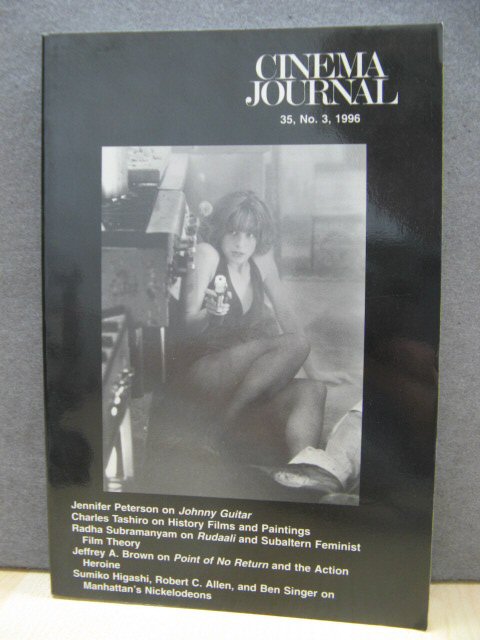 CINEMA
JOURNAL
35, No. 3, 1996
Jennifer Peterson on Johnny Guitar
Charles Tashiro on History Films and Paintings
Radha Subramanyam on Rudaali and Subaltern Feminist
Film Theory
Jeffrey A. Brown on Point of No Return and the Action
Heroine
Sumiko Higashi, Robert C. Allen, and Ben Singer on
Manhattan's Nickelodeons